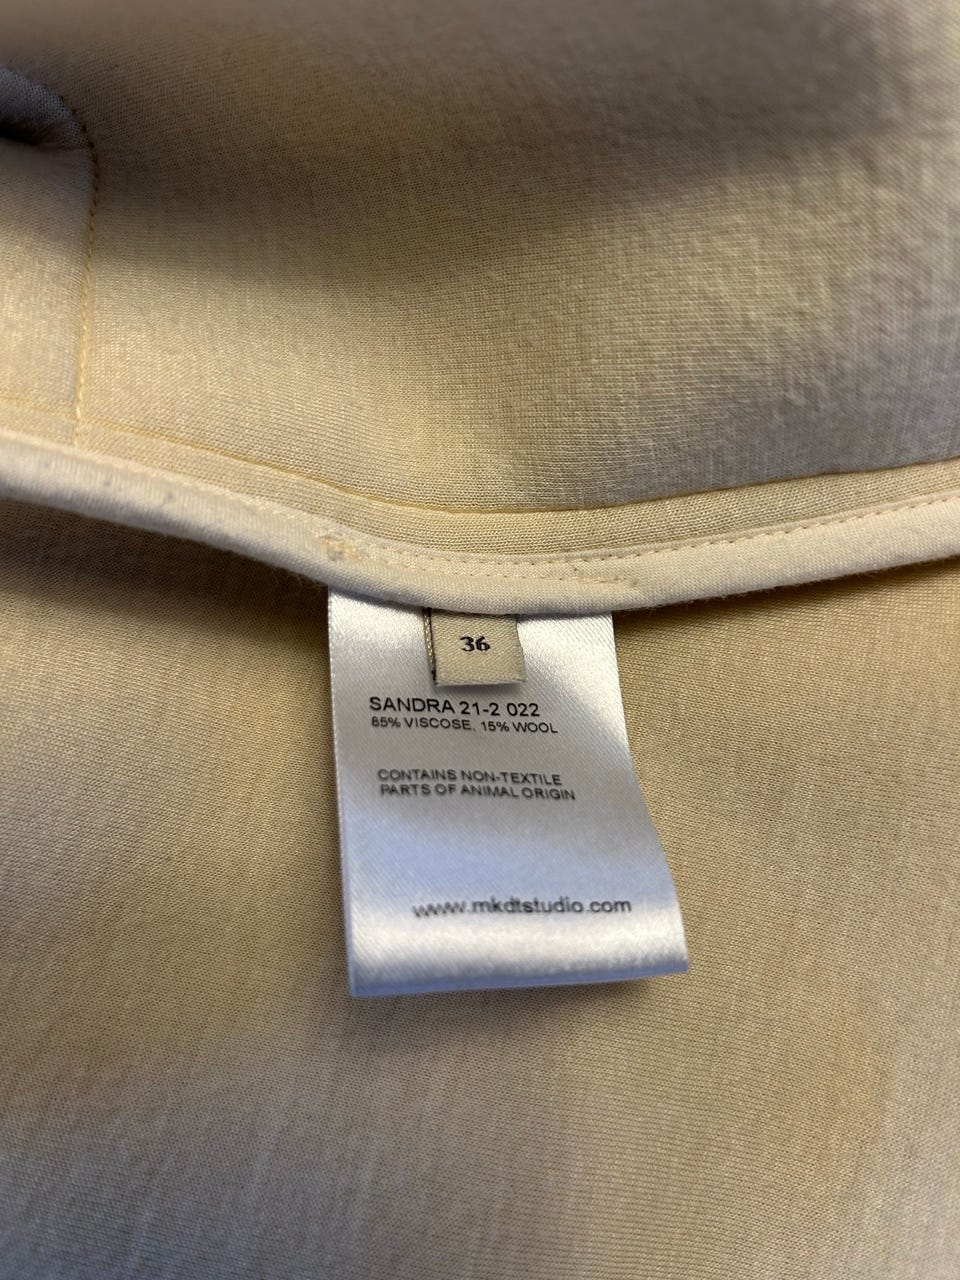 36
SANDRA 21-2 022
85% VISCOSE, 15% WOOL
CONTAINS NON-TEXTILE
PARTS OF ANIMAL ORIGIN
www.mkdtstudio.com